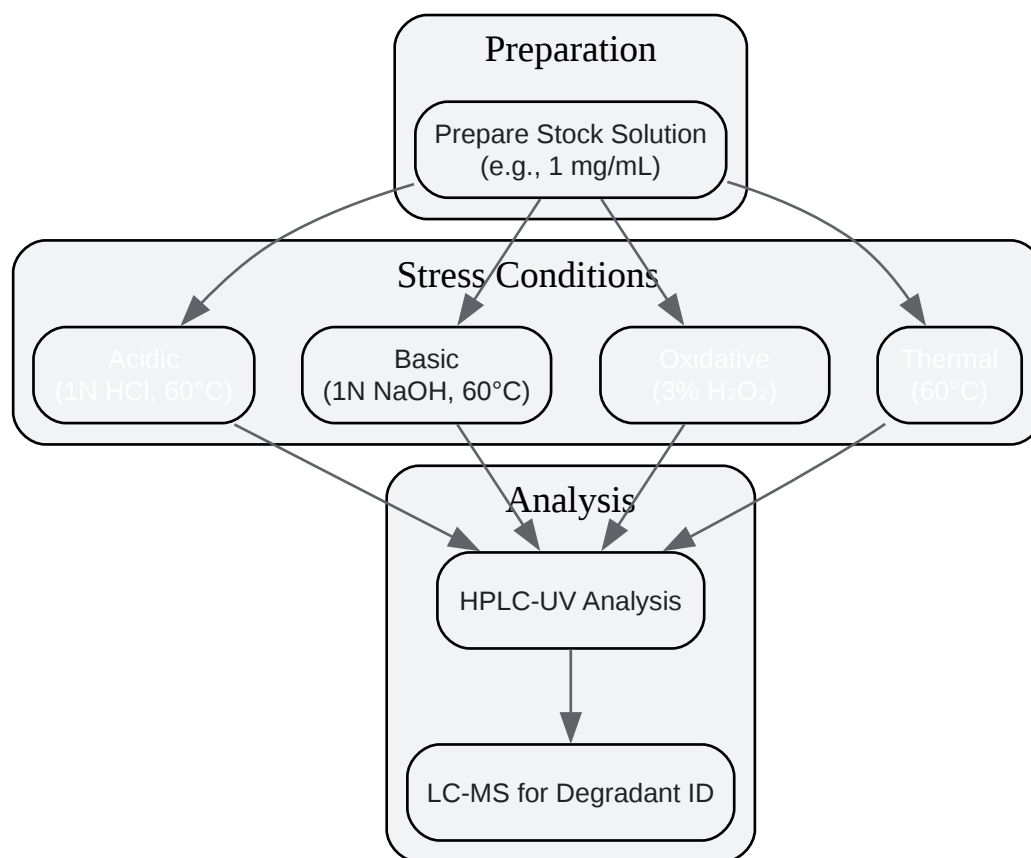 Preparation
Prepare Stock Solution
(e.g., 1 mg/mL)
Stress Conditions
Acidic
(1N HCl, 60°C)
Basic
(1N NaOH, 60°C)
Oxidative
(3% H₂O₂)
Thermal
(60°C)
Analysis
HPLC-UV Analysis
LC-MS for Degradant ID